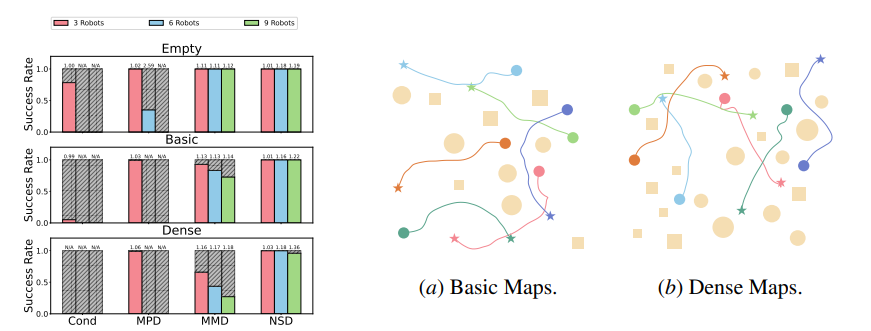 3 Robots 6 Robots 9 Robots
Empty
1.00 N/A N/A 1.02 2.59 N/A 1.11 1.11 1.12 1.01 1.18 1.19
Success Rate
1.0
0.5
0.0
Basic
0.99 N/A N/A 1.03 N/A N/A 1.13 1.13 1.14 1.01 1.16 1.22
Success Rate
1.0
0.5
0.0
Dense
N/A N/A N/A 1.06 N/A N/A 1.16 1.17 1.18 1.03 1.18 1.36
Success Rate
1.0
0.5
0.0
Cond MPD MMD NSD
(a) Basic Maps.
(b) Dense Maps.